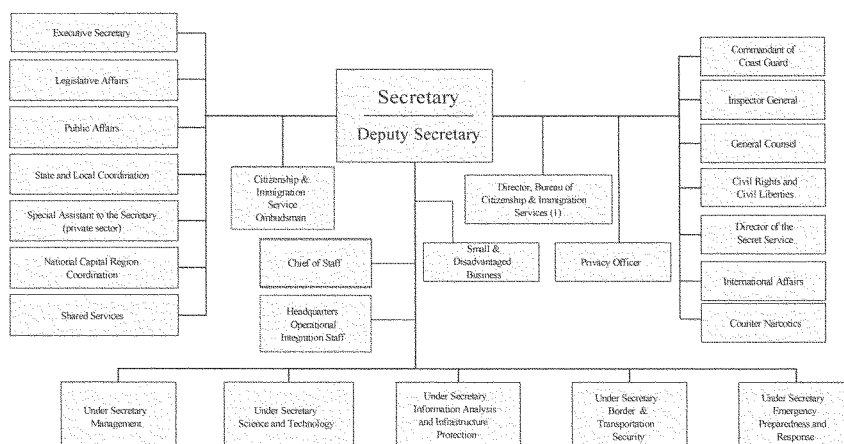 Executive Secretary
Legislative Affairs
Public Affairs
State and Local Coordination
Special Assistant to the Secretary
(private sector)
National Capital Region
Coordination
Shared Services
Secretary
Deputy Secretary
Citizenship &
Immigration
Service
Ombudsman
Director, Bureau of
Citizenship & Immigration
Services (1)
Small &
Disadvantaged
Business
Privacy Officer
Chief of Staff
Headquarters
Operational
Integration Staff
Commandant of
Coast Guard
Inspector General
General Counsel
Civil Rights and
Civil Liberties
Director of the
Secret Service
International Affairs
Counter Narcotics
Under Secretary
Management
Under Secretary
Science and Technology
Under Secretary
Information Analysis
and Infrastructure
Protection
Under Secretary
Border &
Transportation
Security
Under Secretary
Emergency
Preparedness and
Response